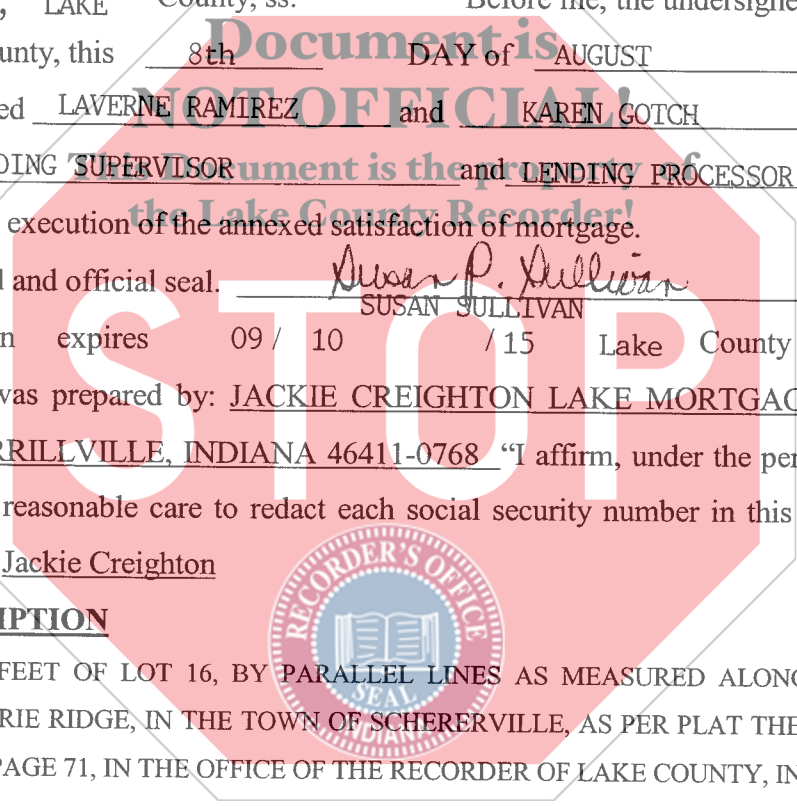 , LAKE County, ss: Before me, the undersigne
unty, this 8th DAY of AUGUST
ed LAVERNE RAMIREZ and KAREN GOTCH
DING SUPERVISOR and LENDING PROCESSOR
execution of the annexed satisfaction of mortgage.
l and official seal. Susan P. Sullivan
SUSAN SULLIVAN
n expires 09 / 10 / 15 Lake County
was prepared by: JACKIE CREIGHTON LAKE MORTGAG
RRILLVILLE, INDIANA 46411-0768 “I affirm, under the per
reasonable care to redact each social security number in this
Jackie Creighton
IPTION
FEET OF LOT 16, BY PARALLEL LINES AS MEASURED ALONG
RIE RIDGE, IN THE TOWN OF SCHERERVILLE, AS PER PLAT THE
PAGE 71, IN THE OFFICE OF THE RECORDER OF LAKE COUNTY, IN
Document is
NOT OFFICIAL!
This Document is the property of
the Lake County Recorder!
STOP
RECORDER'S OFFICE
SEAL
INDIANA